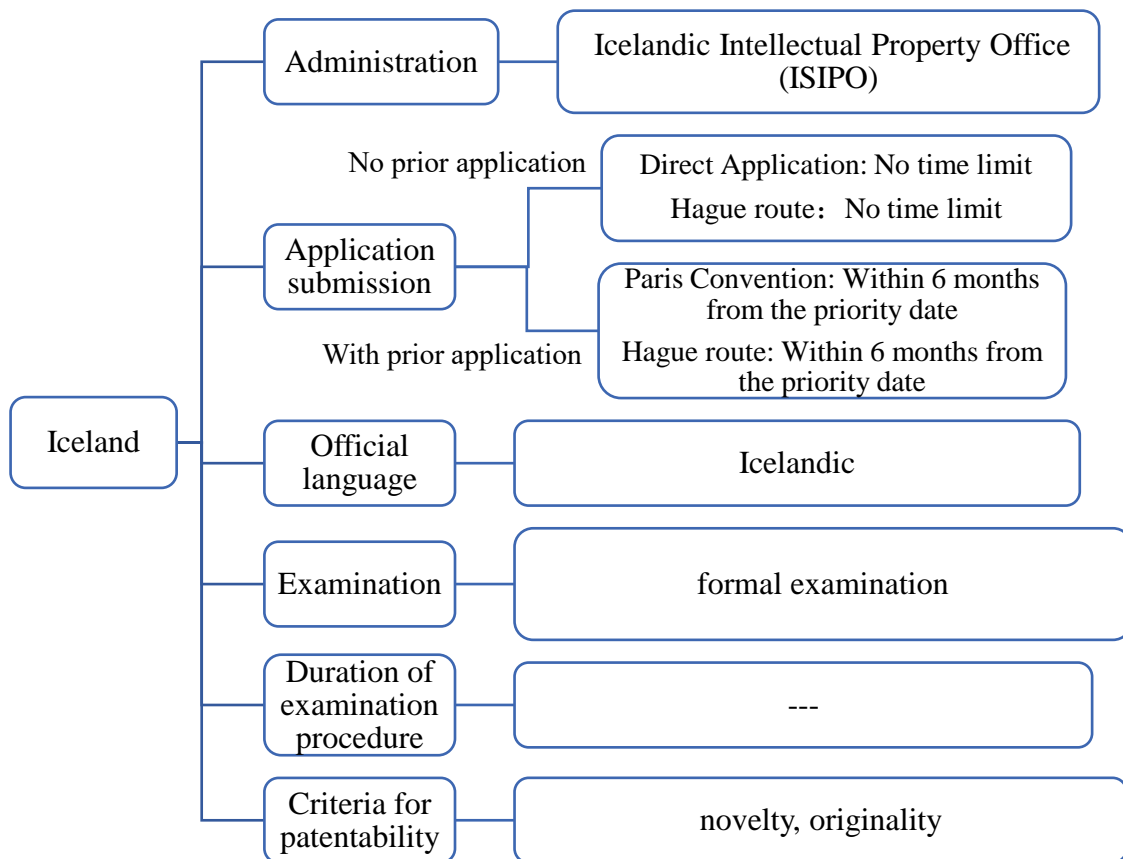 Administration
Icelandic Intellectual Property Office
(ISIPO)
No prior application
Direct Application: No time limit
Hague route： No time limit
Application
submission
Paris Convention: Within 6 months
from the priority date
With prior application
Hague route: Within 6 months from
the priority date
Iceland
Official
language
Icelandic
Examination
formal examination
Duration of
examination
procedure
---
Criteria for
patentability
novelty, originality